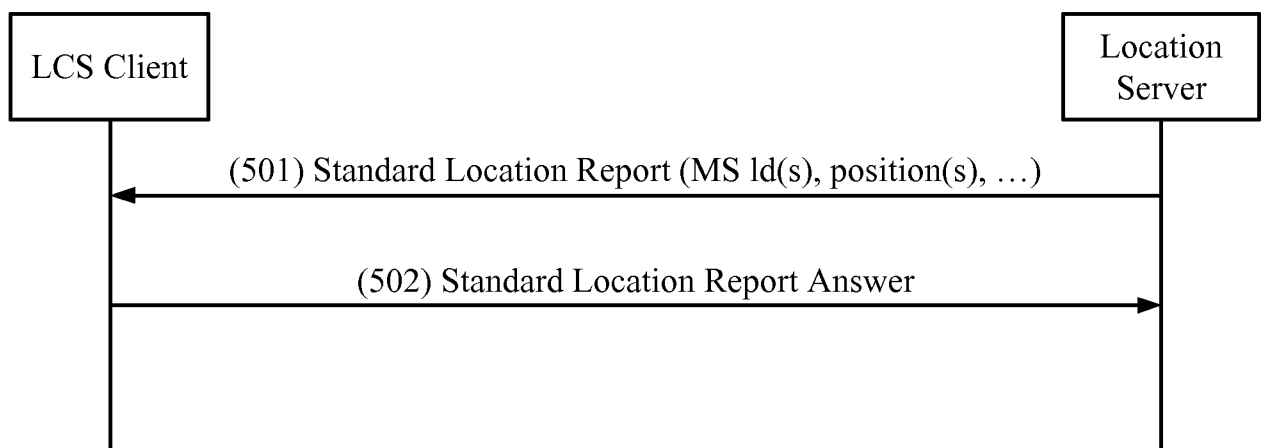 LCS Client
Location
Server
(501) Standard Location Report (MS ld(s), position(s), …)
(502) Standard Location Report Answer